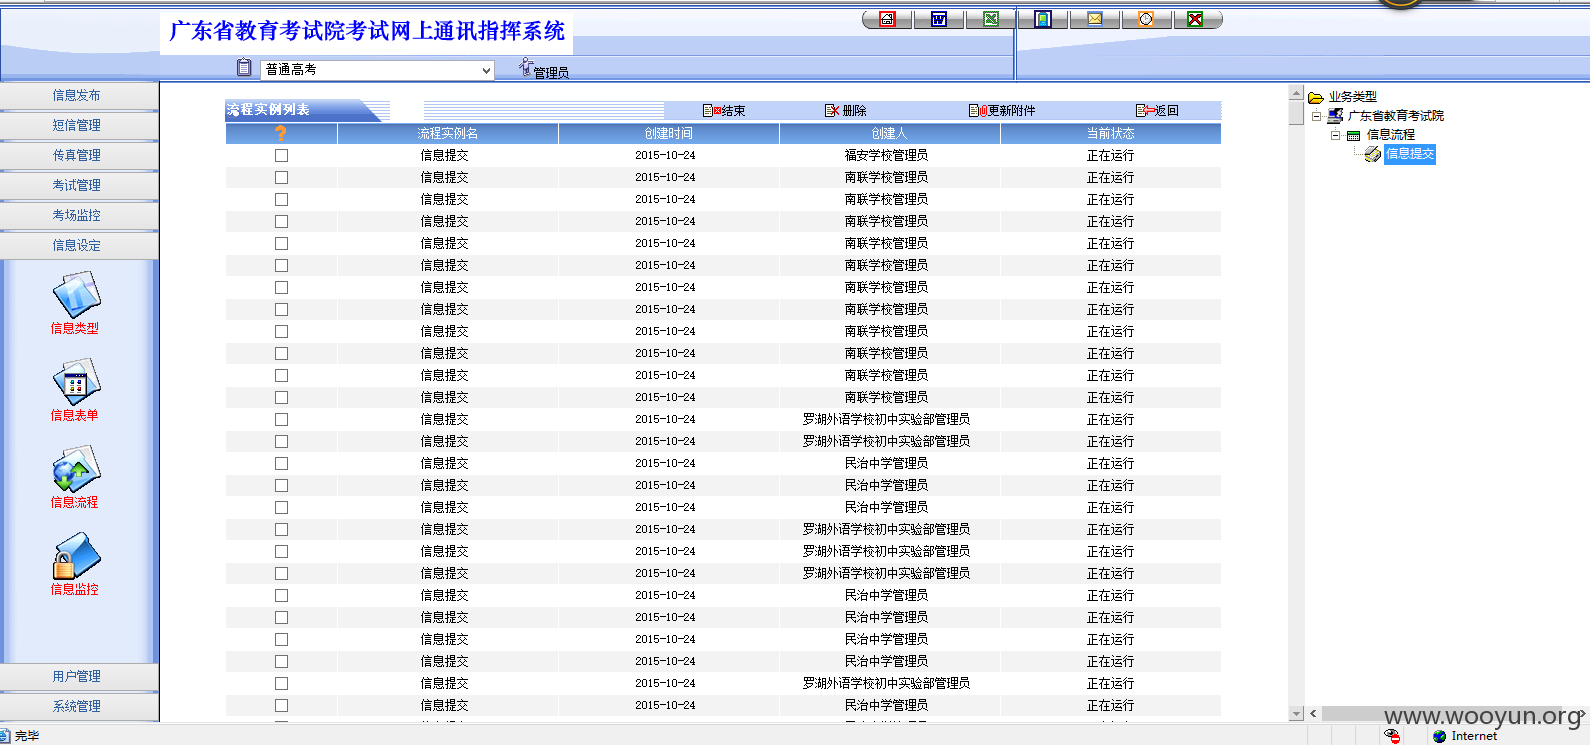 广东省教育考试院考试网上通讯指挥系统
普通高考
管理员
信息发布
短信管理
传真管理
考试管理
考场监控
信息设定
信息类型
信息表单
信息流程
信息监控
用户管理
系统管理
流程实例列表 结束 删除 更新附件 返回
? 流程实例名 创建时间 创建人 当前状态
信息提交 2015-10-24 福安学校管理员 正在运行
信息提交 2015-10-24 南联学校管理员 正在运行
信息提交 2015-10-24 南联学校管理员 正在运行
信息提交 2015-10-24 南联学校管理员 正在运行
信息提交 2015-10-24 南联学校管理员 正在运行
信息提交 2015-10-24 南联学校管理员 正在运行
信息提交 2015-10-24 南联学校管理员 正在运行
信息提交 2015-10-24 南联学校管理员 正在运行
信息提交 2015-10-24 南联学校管理员 正在运行
信息提交 2015-10-24 南联学校管理员 正在运行
信息提交 2015-10-24 南联学校管理员 正在运行
信息提交 2015-10-24 南联学校管理员 正在运行
信息提交 2015-10-24 罗湖外语学校初中实验部管理员 正在运行
信息提交 2015-10-24 罗湖外语学校初中实验部管理员 正在运行
信息提交 2015-10-24 民治中学管理员 正在运行
信息提交 2015-10-24 民治中学管理员 正在运行
信息提交 2015-10-24 民治中学管理员 正在运行
信息提交 2015-10-24 罗湖外语学校初中实验部管理员 正在运行
信息提交 2015-10-24 罗湖外语学校初中实验部管理员 正在运行
信息提交 2015-10-24 罗湖外语学校初中实验部管理员 正在运行
信息提交 2015-10-24 民治中学管理员 正在运行
信息提交 2015-10-24 民治中学管理员 正在运行
信息提交 2015-10-24 民治中学管理员 正在运行
信息提交 2015-10-24 民治中学管理员 正在运行
信息提交 2015-10-24 罗湖外语学校初中实验部管理员 正在运行
信息提交 2015-10-24 民治中学管理员 正在运行
业务类型
广东省教育考试院
信息流程
信息提交
www.wooyun.org
完毕
Internet